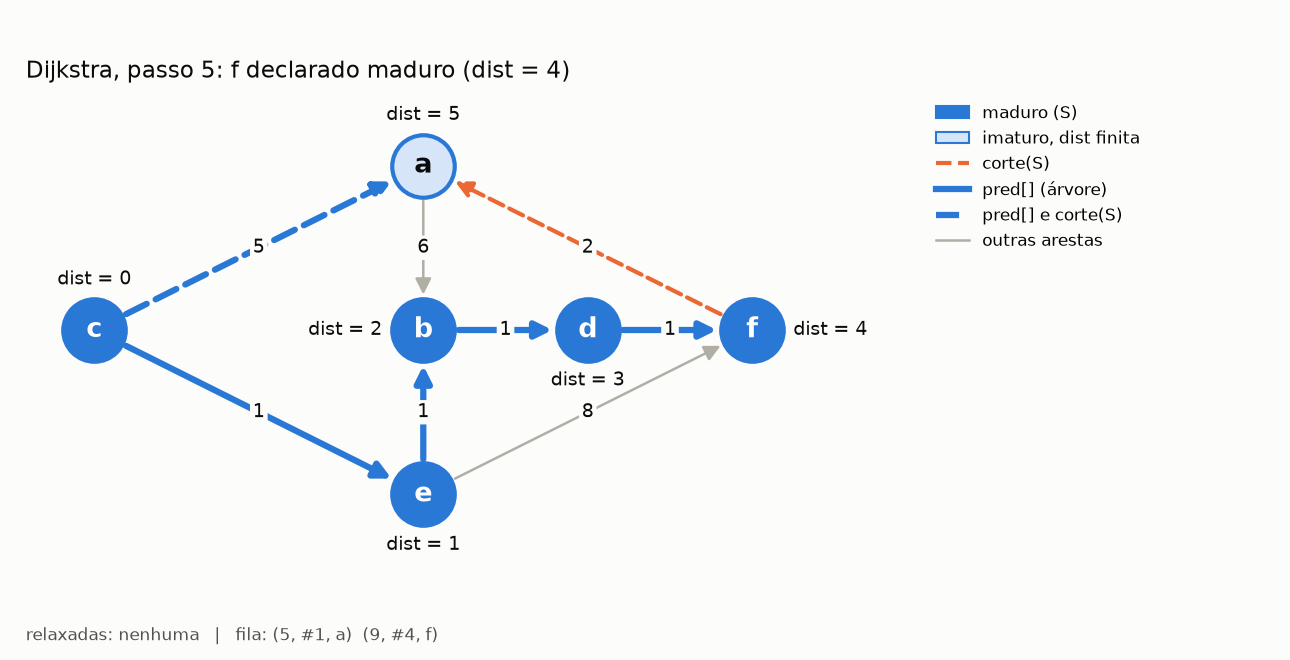 Dijkstra, passo 5: f declarado maduro (dist = 4)
dist = 5
a
maduro (S)
imaturo, dist finita
corte(S)
pred[] (árvore)
pred[] e corte(S)
outras arestas
5
6
2
dist = 0
c
dist = 2
b
1
d
1
f
dist = 4
dist = 3
1
1
8
e
dist = 1
relaxadas: nenhuma | fila: (5, #1, a) (9, #4, f)